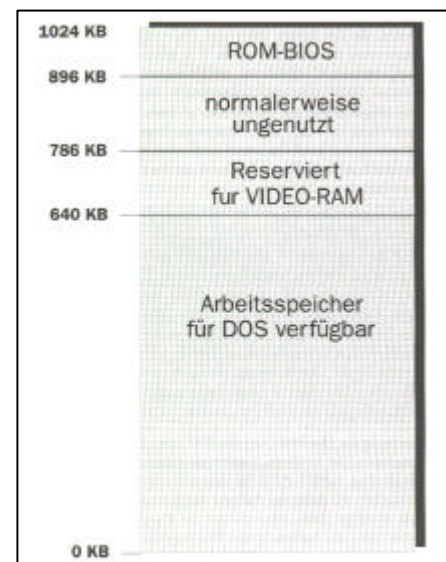 1024 KB
ROM-BIOS
896 KB
normalerweise
ungenutzt
786 KB
Reserviert
fur VIDEO-RAM
640 KB
Arbeitsspeicher
für DOS verfügbar
0 KB